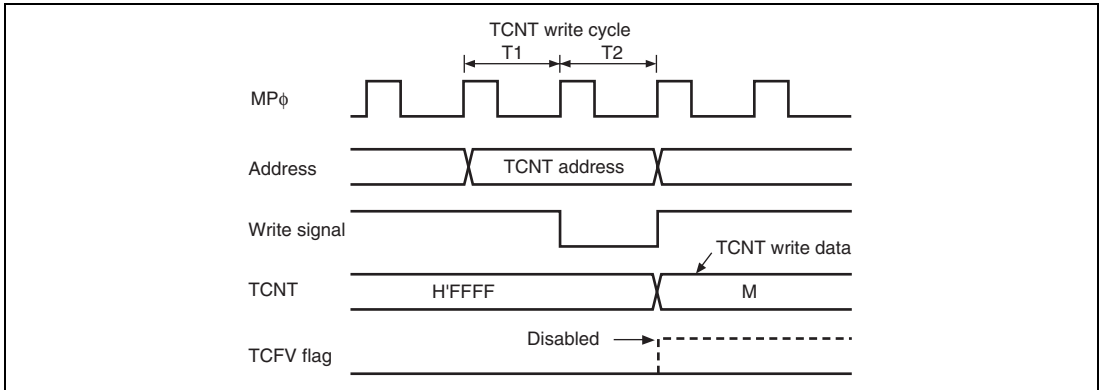 TCNT write cycle
T1 T2
MPϕ
Address TCNT address
Write signal
TCNT write data
TCNT H'FFFF M
Disabled
TCFV flag